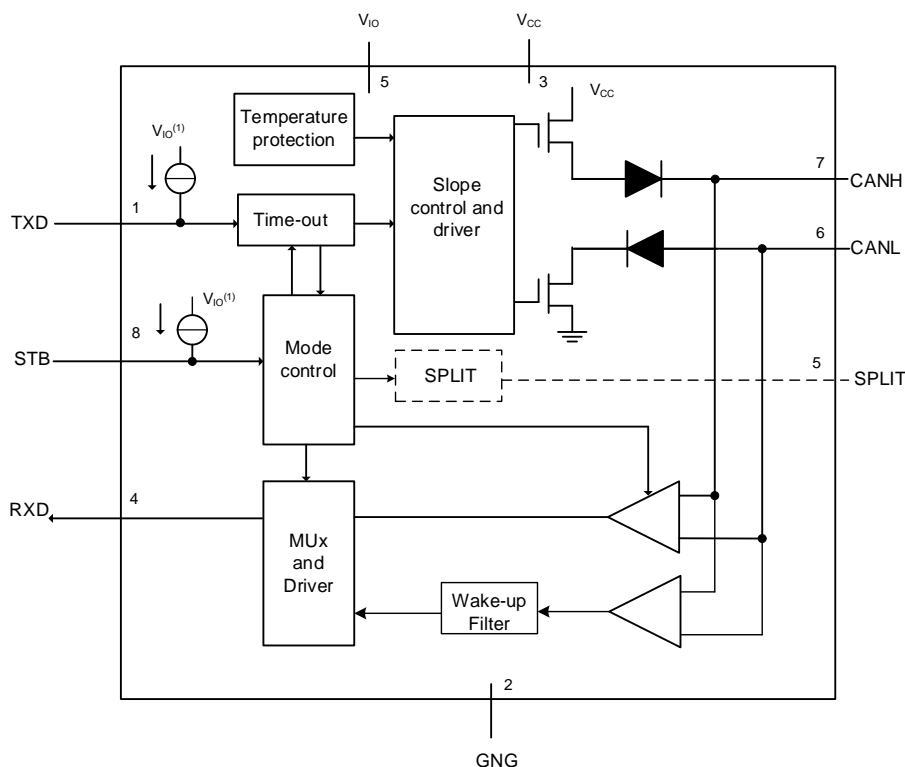 VIO
VCC
5
3
Temperature
protection
VCC
VIO(1)
Slope
control and
driver
7
CANH
TXD
1
Time-out
6
CANL
VIO(1)
8
STB
Mode
control
SPLIT
5
SPLIT
RXD
4
MUx
and
Driver
Wake-up
Filter
2
GNG